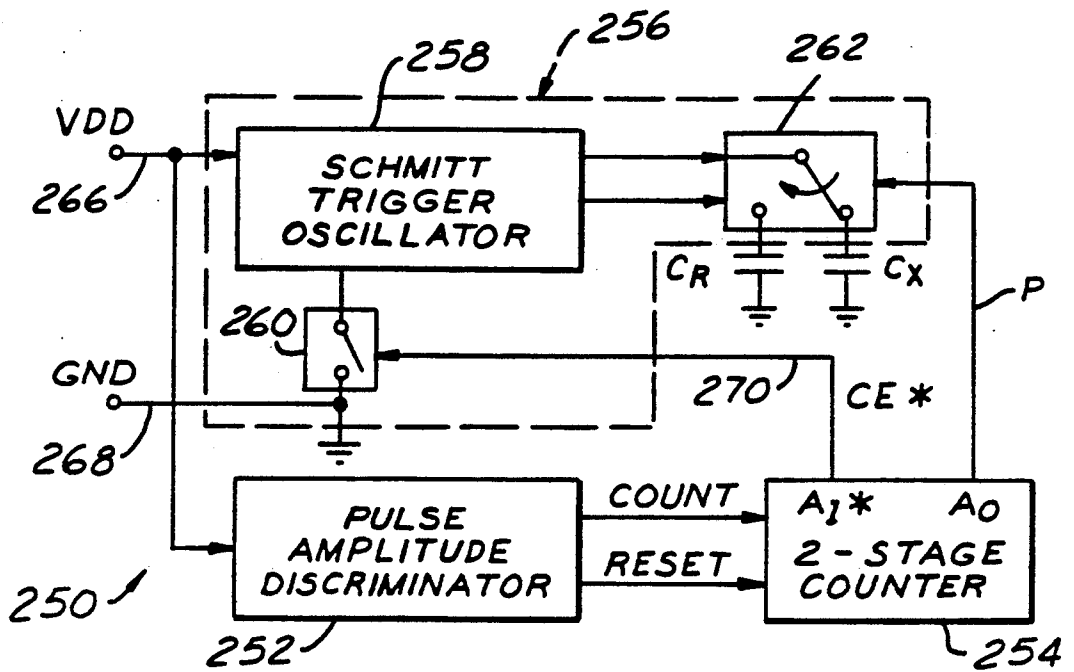 256
258
262
VDD
266
SCHMITT
TRIGGER
OSCILLATOR
CR
CX
P
260
GND
270
CE *
268
PULSE
AMPLITUDE
DISCRIMINATOR
COUNT
RESET
A1* A0
2-STAGE
COUNTER
250
252
254